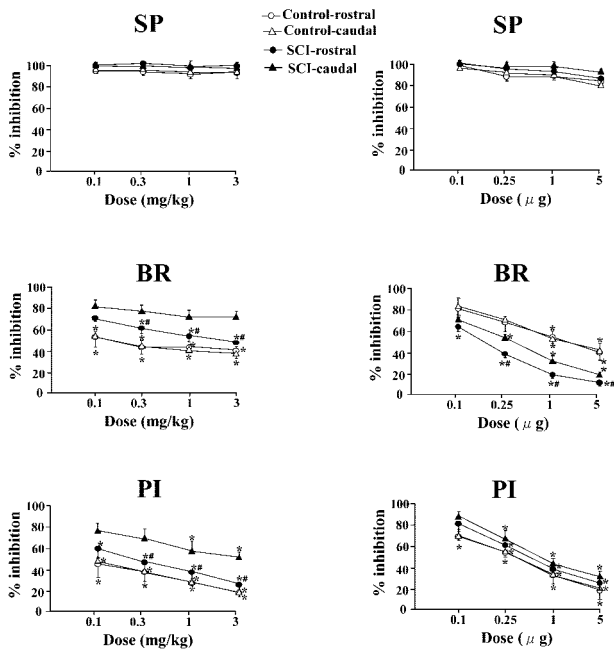 SP
Control-rostral
Control-caudal
SCI-rostral
SCI-caudal
SP
% inhibition
100
80
60
40
20
0
0.1 0.3 1 3
Dose (mg/kg)
% inhibition
100
80
60
40
20
0
0.1 0.25 1 5
Dose ( μ g)
BR
% inhibition
100
80
60
40
20
0
*# *# *#
* * * *
* * * *
0.1 0.3 1 3
Dose (mg/kg)
BR
% inhibition
100
80
60
40
20
0
* *
* * * *
* *# *# *#
0.1 0.25 1 5
Dose ( μ g)
PI
% inhibition
100
80
60
40
20
0
* *
* *# *# *#
* * * *
* * * *
0.1 0.3 1 3
Dose (mg/kg)
PI
% inhibition
100
80
60
40
20
0
* * *
* * *
* * * *
0.1 0.25 1 5
Dose ( μ g)